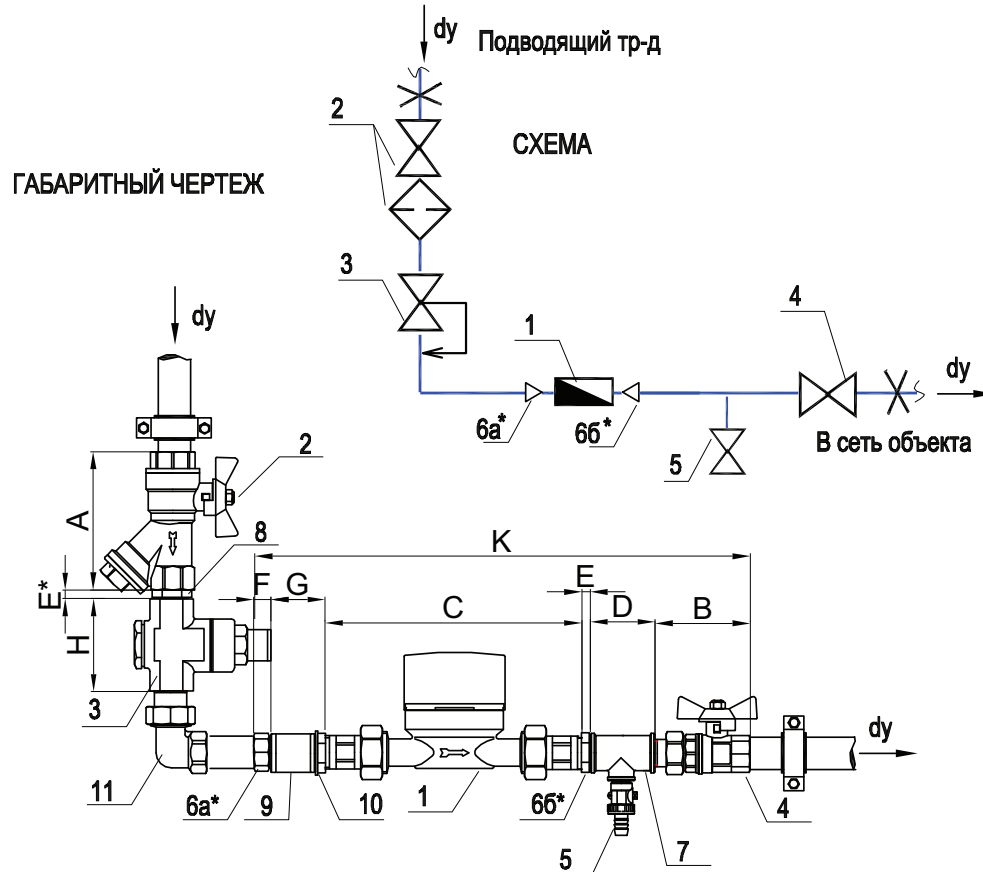 dy
Подводящий тр-д
2
СХЕМА
ГАБАРИТНЫЙ ЧЕРТЕЖ
3
4
dy
1
dy
6а*
6б*
В сеть объекта
5
2
A
8
K
E*
F
G
E
C
D
B
H
3
dy
11
6а*
9
10
1
6б*
4
7
5